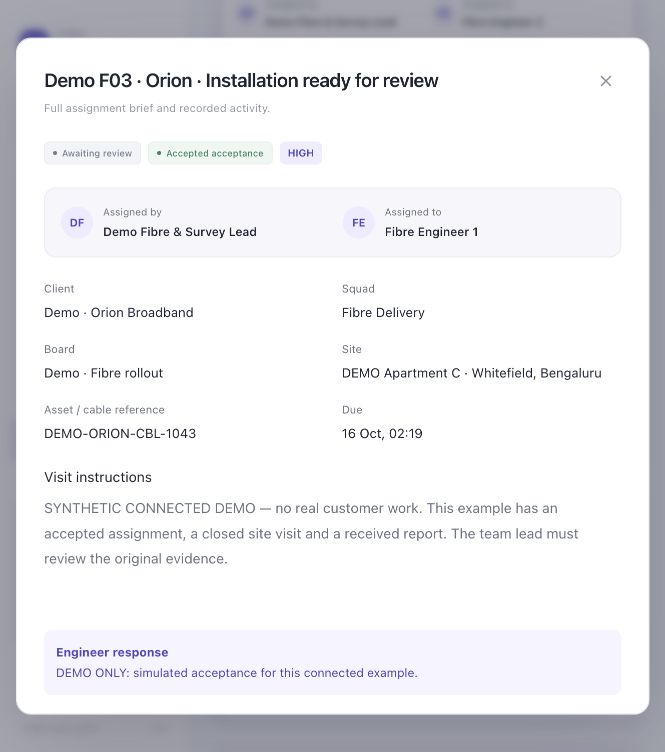 Demo F03 · Orion · Installation ready for review
Full assignment brief and recorded activity.
Awaiting review
Accepted acceptance
HIGH
DF
Assigned by
Demo Fibre & Survey Lead
FE
Assigned to
Fibre Engineer 1
Client
Demo · Orion Broadband
Squad
Fibre Delivery
Board
Demo · Fibre rollout
Site
DEMO Apartment C · Whitefield, Bengaluru
Asset / cable reference
DEMO-ORION-CBL-1043
Due
16 Oct, 02:19
Visit instructions
SYNTHETIC CONNECTED DEMO — no real customer work. This example has an
accepted assignment, a closed site visit and a received report. The team lead must
review the original evidence.
Engineer response
DEMO ONLY: simulated acceptance for this connected example.